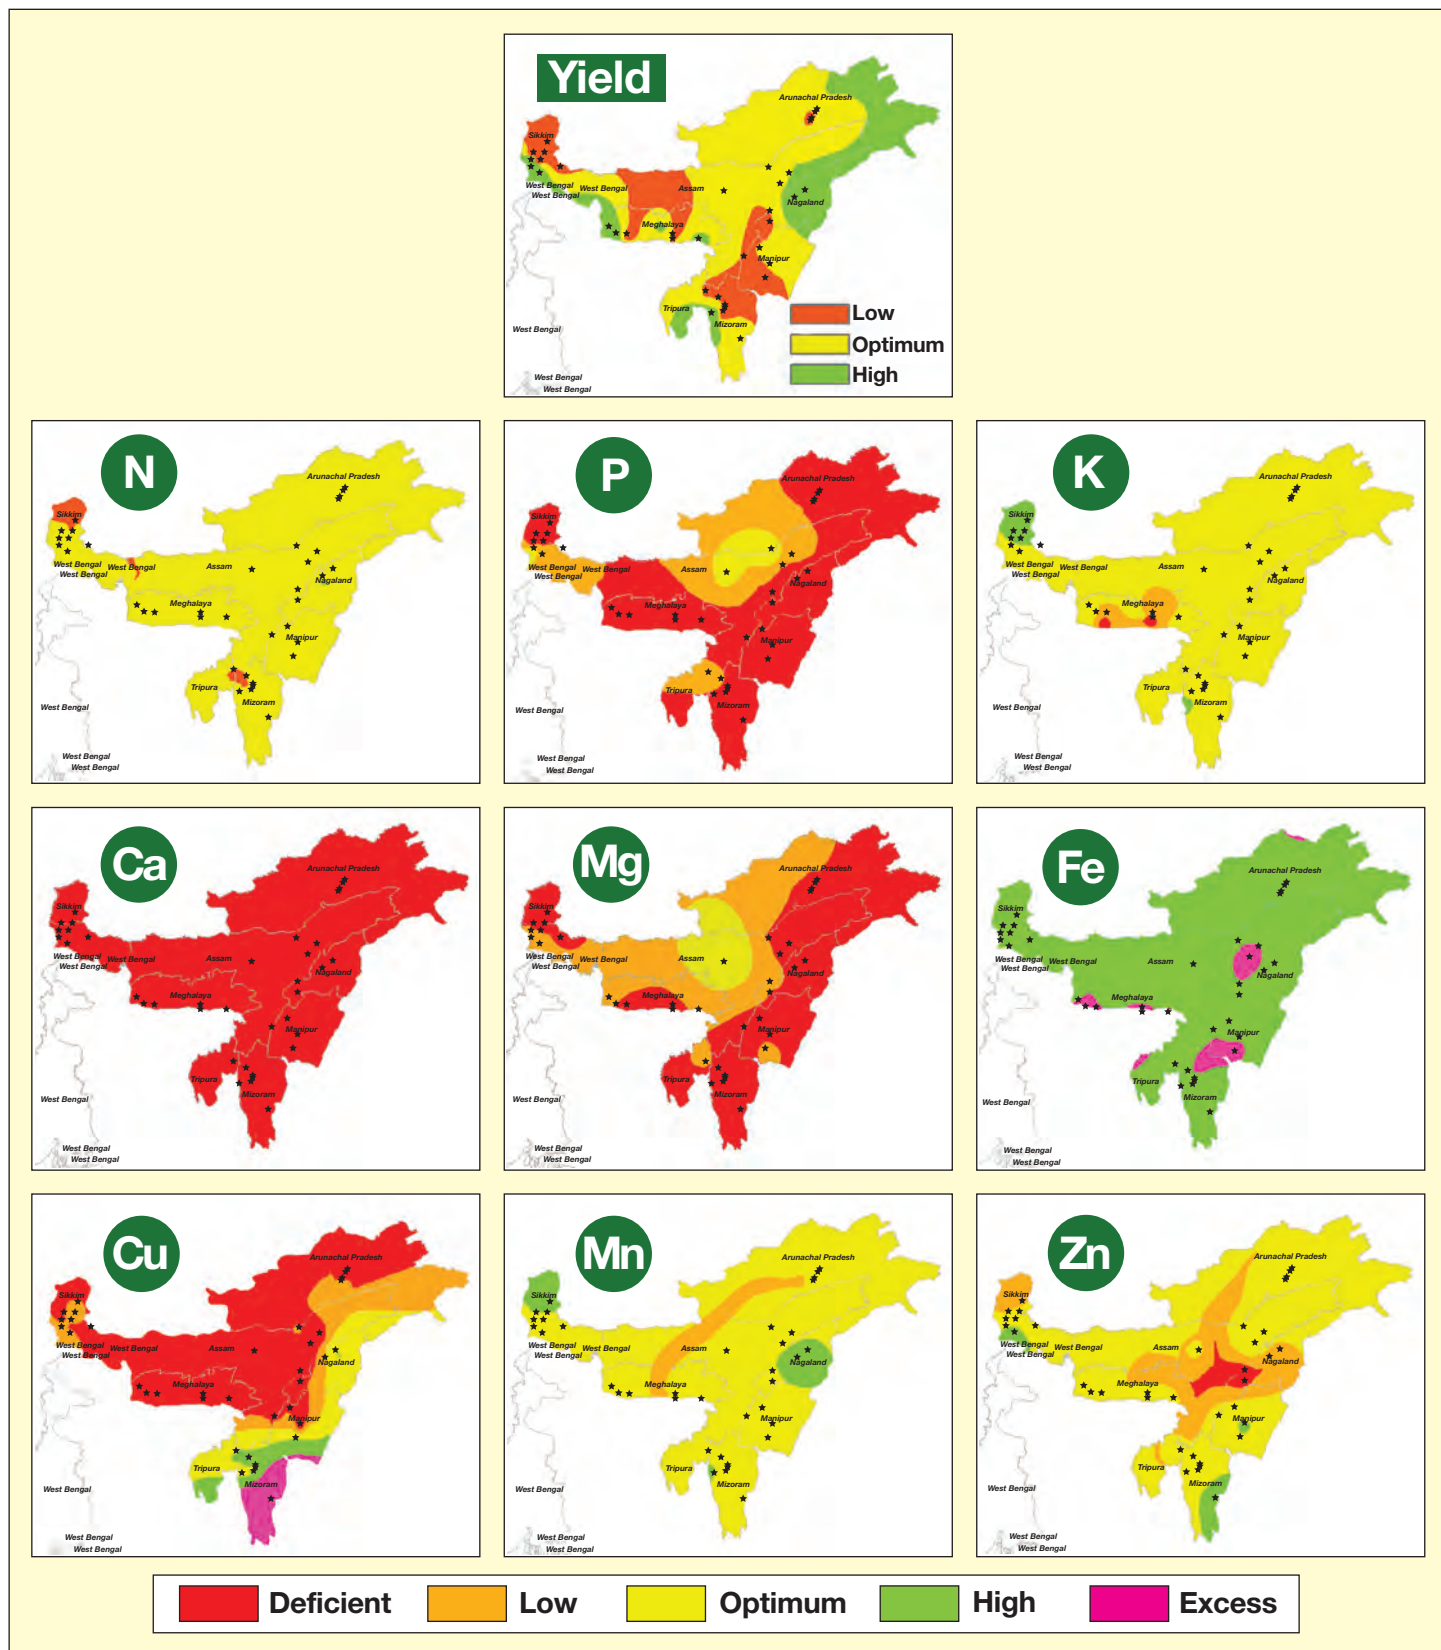 Yield
Arunachal Pradesh
Sikkim
West Bengal
West Bengal
West Bengal
Assam
Nagaland
Meghalaya
Manipur
Tripura
Mizoram
West Bengal
West Bengal
West Bengal
Low
Optimum
High
N
Arunachal Pradesh
Sikkim
West Bengal
West Bengal
West Bengal
Assam
Nagaland
Meghalaya
Manipur
Tripura
Mizoram
West Bengal
West Bengal
West Bengal
P
Arunachal Pradesh
Sikkim
West Bengal
West Bengal
West Bengal
Assam
Nagaland
Meghalaya
Manipur
Tripura
Mizoram
West Bengal
West Bengal
West Bengal
K
Arunachal Pradesh
Sikkim
West Bengal
West Bengal
West Bengal
Assam
Nagaland
Meghalaya
Manipur
Tripura
Mizoram
West Bengal
West Bengal
West Bengal
Ca
Arunachal Pradesh
Sikkim
West Bengal
West Bengal
West Bengal
Assam
Nagaland
Meghalaya
Manipur
Tripura
Mizoram
West Bengal
West Bengal
West Bengal
Mg
Arunachal Pradesh
Sikkim
West Bengal
West Bengal
West Bengal
Assam
Nagaland
Meghalaya
Manipur
Tripura
Mizoram
West Bengal
West Bengal
West Bengal
Fe
Arunachal Pradesh
Sikkim
West Bengal
West Bengal
West Bengal
Assam
Nagaland
Meghalaya
Manipur
Tripura
Mizoram
West Bengal
West Bengal
West Bengal
Cu
Arunachal Pradesh
Sikkim
West Bengal
West Bengal
West Bengal
Assam
Nagaland
Meghalaya
Manipur
Tripura
Mizoram
West Bengal
West Bengal
West Bengal
Mn
Arunachal Pradesh
Sikkim
West Bengal
West Bengal
West Bengal
Assam
Nagaland
Meghalaya
Manipur
Tripura
Mizoram
West Bengal
West Bengal
West Bengal
Zn
Arunachal Pradesh
Sikkim
West Bengal
West Bengal
West Bengal
Assam
Nagaland
Meghalaya
Manipur
Tripura
Mizoram
West Bengal
West Bengal
West Bengal
Deficient Low Optimum High Excess